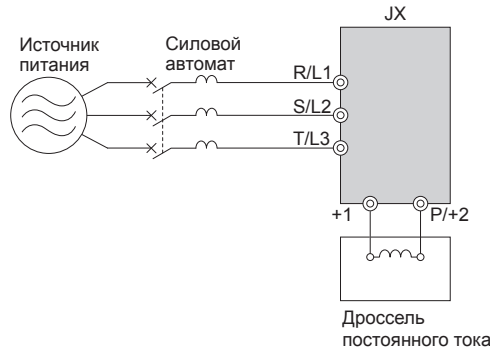 JX
Источник
питания
Силовой
автомат
R/L1
S/L2
T/L3
+1
P/+2
Дроссель
постоянного тока